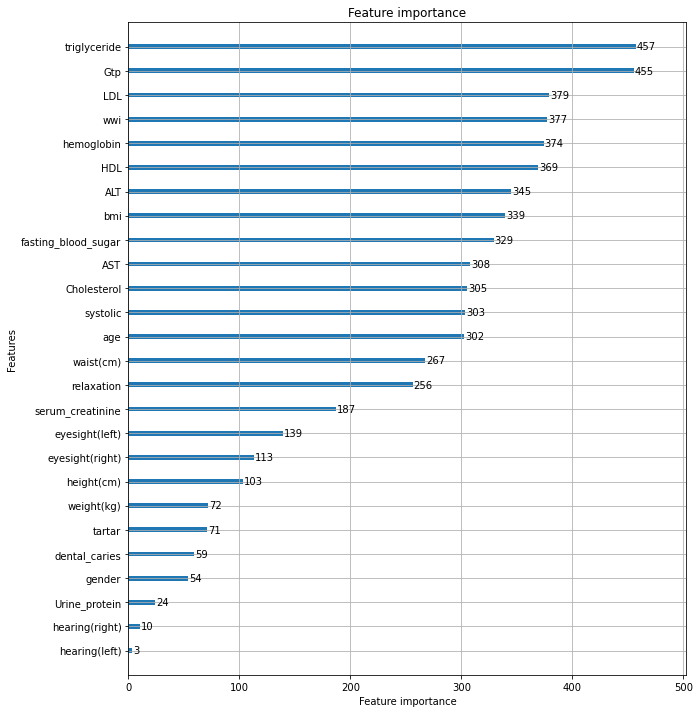 Feature importance
triglyceride 457
Gtp 455
LDL 379
wwi 377
hemoglobin 374
HDL 369
ALT 345
bmi 339
fasting_blood_sugar 329
AST 308
Cholesterol 305
systolic 303
age 302
waist(cm) 267
relaxation 256
serum_creatinine 187
eyesight(left) 139
eyesight(right) 113
height(cm) 103
weight(kg) 72
tartar 71
dental_caries 59
gender 54
Urine_protein 24
hearing(right) 10
hearing(left) 3
Features
0 100 200 300 400 500
Feature importance